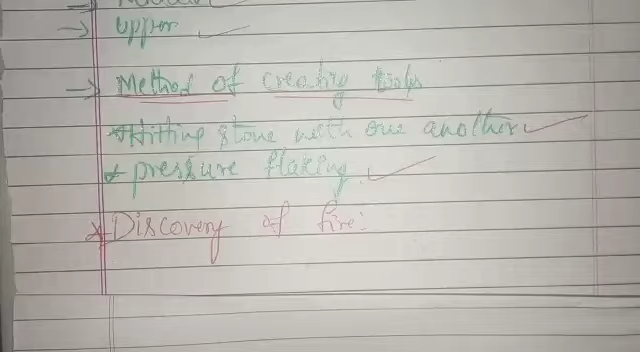 → upper ✓
→ Method of creating tools
* Hitting stone with one another ✓
* pressure flaking. ✓
* Discovery of fire: